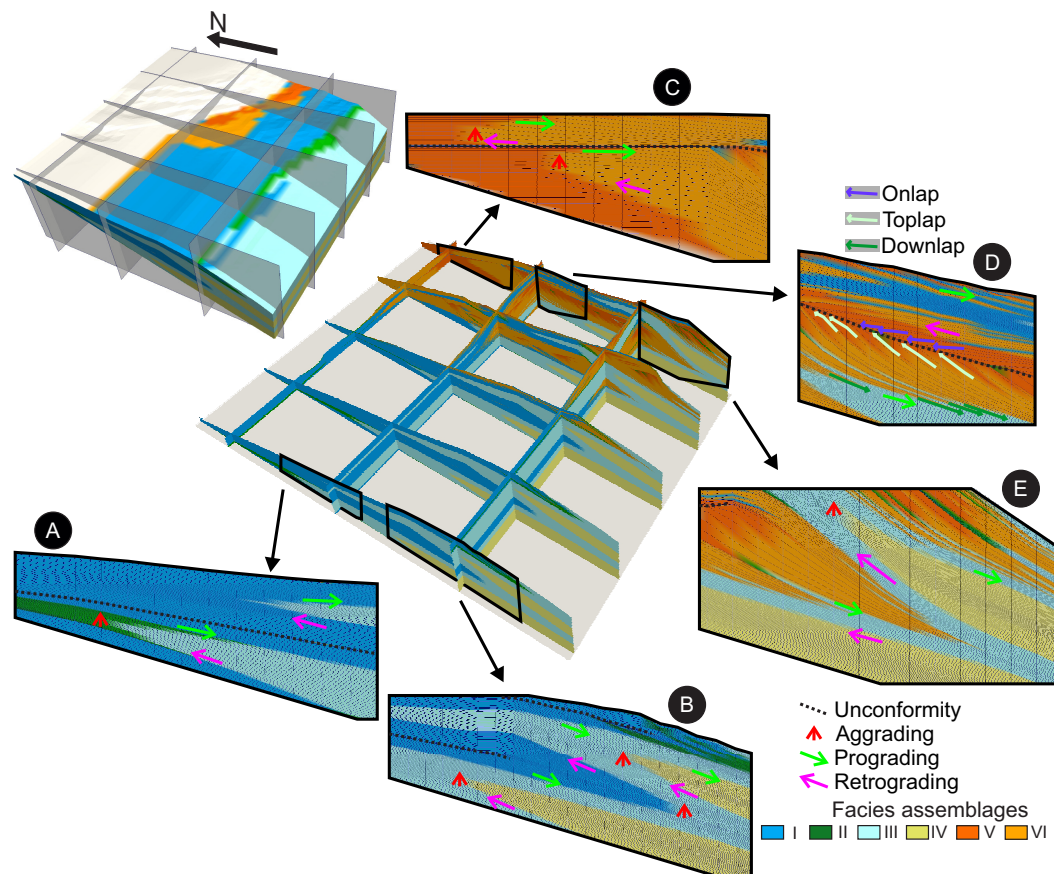 N
C
Onlap
Toplap
Downlap
D
E
A
B
Unconformity
Aggrading
Prograding
Retrograding
Facies assemblages
I II III IV V VI